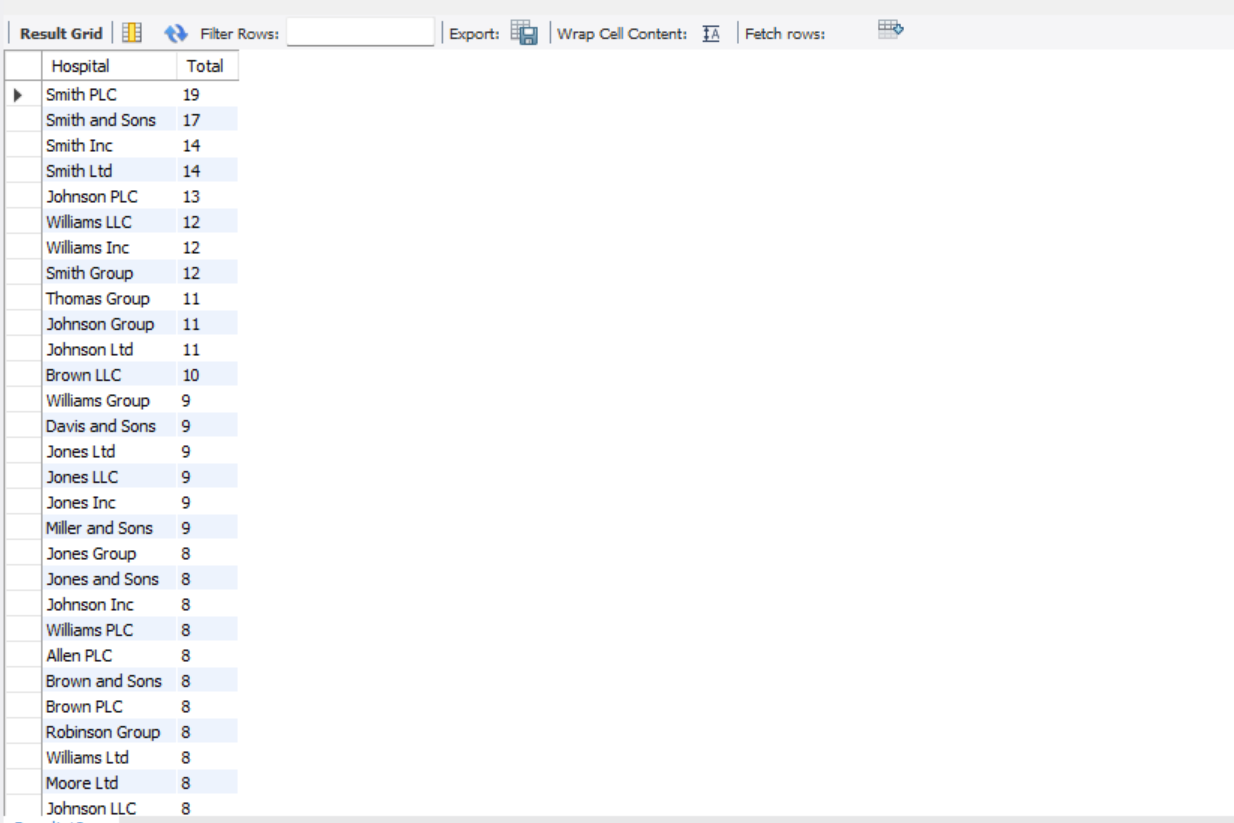 Result Grid Filter Rows: Export: Wrap Cell Content: Fetch rows:
Hospital Total
Smith PLC 19
Smith and Sons 17
Smith Inc 14
Smith Ltd 14
Johnson PLC 13
Williams LLC 12
Williams Inc 12
Smith Group 12
Thomas Group 11
Johnson Group 11
Johnson Ltd 11
Brown LLC 10
Williams Group 9
Davis and Sons 9
Jones Ltd 9
Jones LLC 9
Jones Inc 9
Miller and Sons 9
Jones Group 8
Jones and Sons 8
Johnson Inc 8
Williams PLC 8
Allen PLC 8
Brown and Sons 8
Brown PLC 8
Robinson Group 8
Williams Ltd 8
Moore Ltd 8
Johnson LLC 8